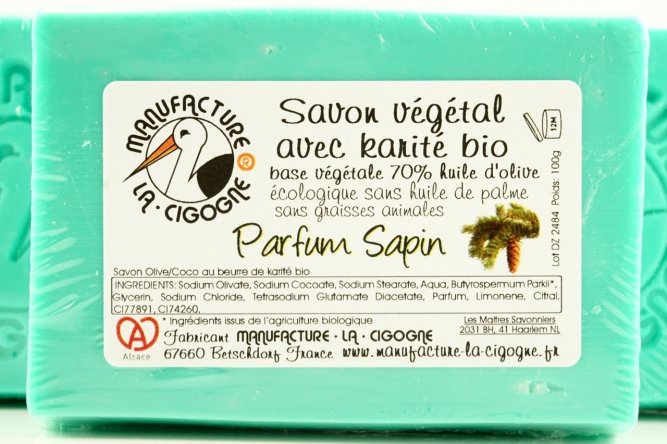 MANUFACTURE
LA • CIGOGNE
R
Savon végétal
avec karité bio
base végétale 70% huile d'olive
écologique sans huile de palme
sans graisses animales
Parfum Sapin
12M
Lot DZ 2484 Poids: 100g
Savon Olive/Coco au beurre de karité bio
INGREDIENTS: Sodium Olivate, Sodium Cocoate, Sodium Stearate, Aqua, Butyrospermum Parkii*,
Glycerin, Sodium Chloride, Tetrasodium Glutamate Diacetate, Parfum, Limonene, Citral,
CI77891, CI74260,
* Ingrédients issus de l'agriculture biologique
Les Maîtres Savonniers
2031 BH, 41 Haarlem NL
Alsace
Fabricant MANUFACTURE • LA • CIGOGNE
67660 Betschdorf France www.manufacture-la-cigogne.fr